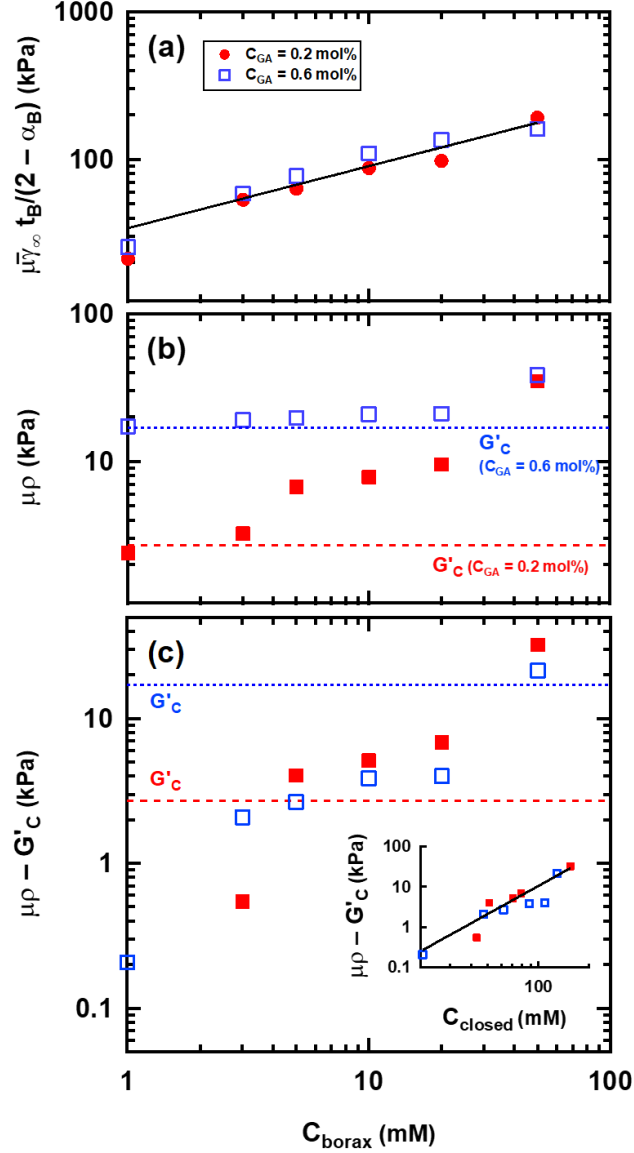 1000
(a)
C_GA = 0.2 mol%
C_GA = 0.6 mol%
100
μγ̄_∞ t_B/(2 − α_B) (kPa)
100
(b)
10
μρ (kPa)
G'_C
(C_GA = 0.6 mol%)
G'_C (C_GA = 0.2 mol%)
(c)
G'_C
10
G'_C
1
0.1
μρ − G'_C (kPa)
100
10
1
0.1
μρ − G'_C (kPa)
100
C_closed (mM)
1
10
100
C_borax (mM)